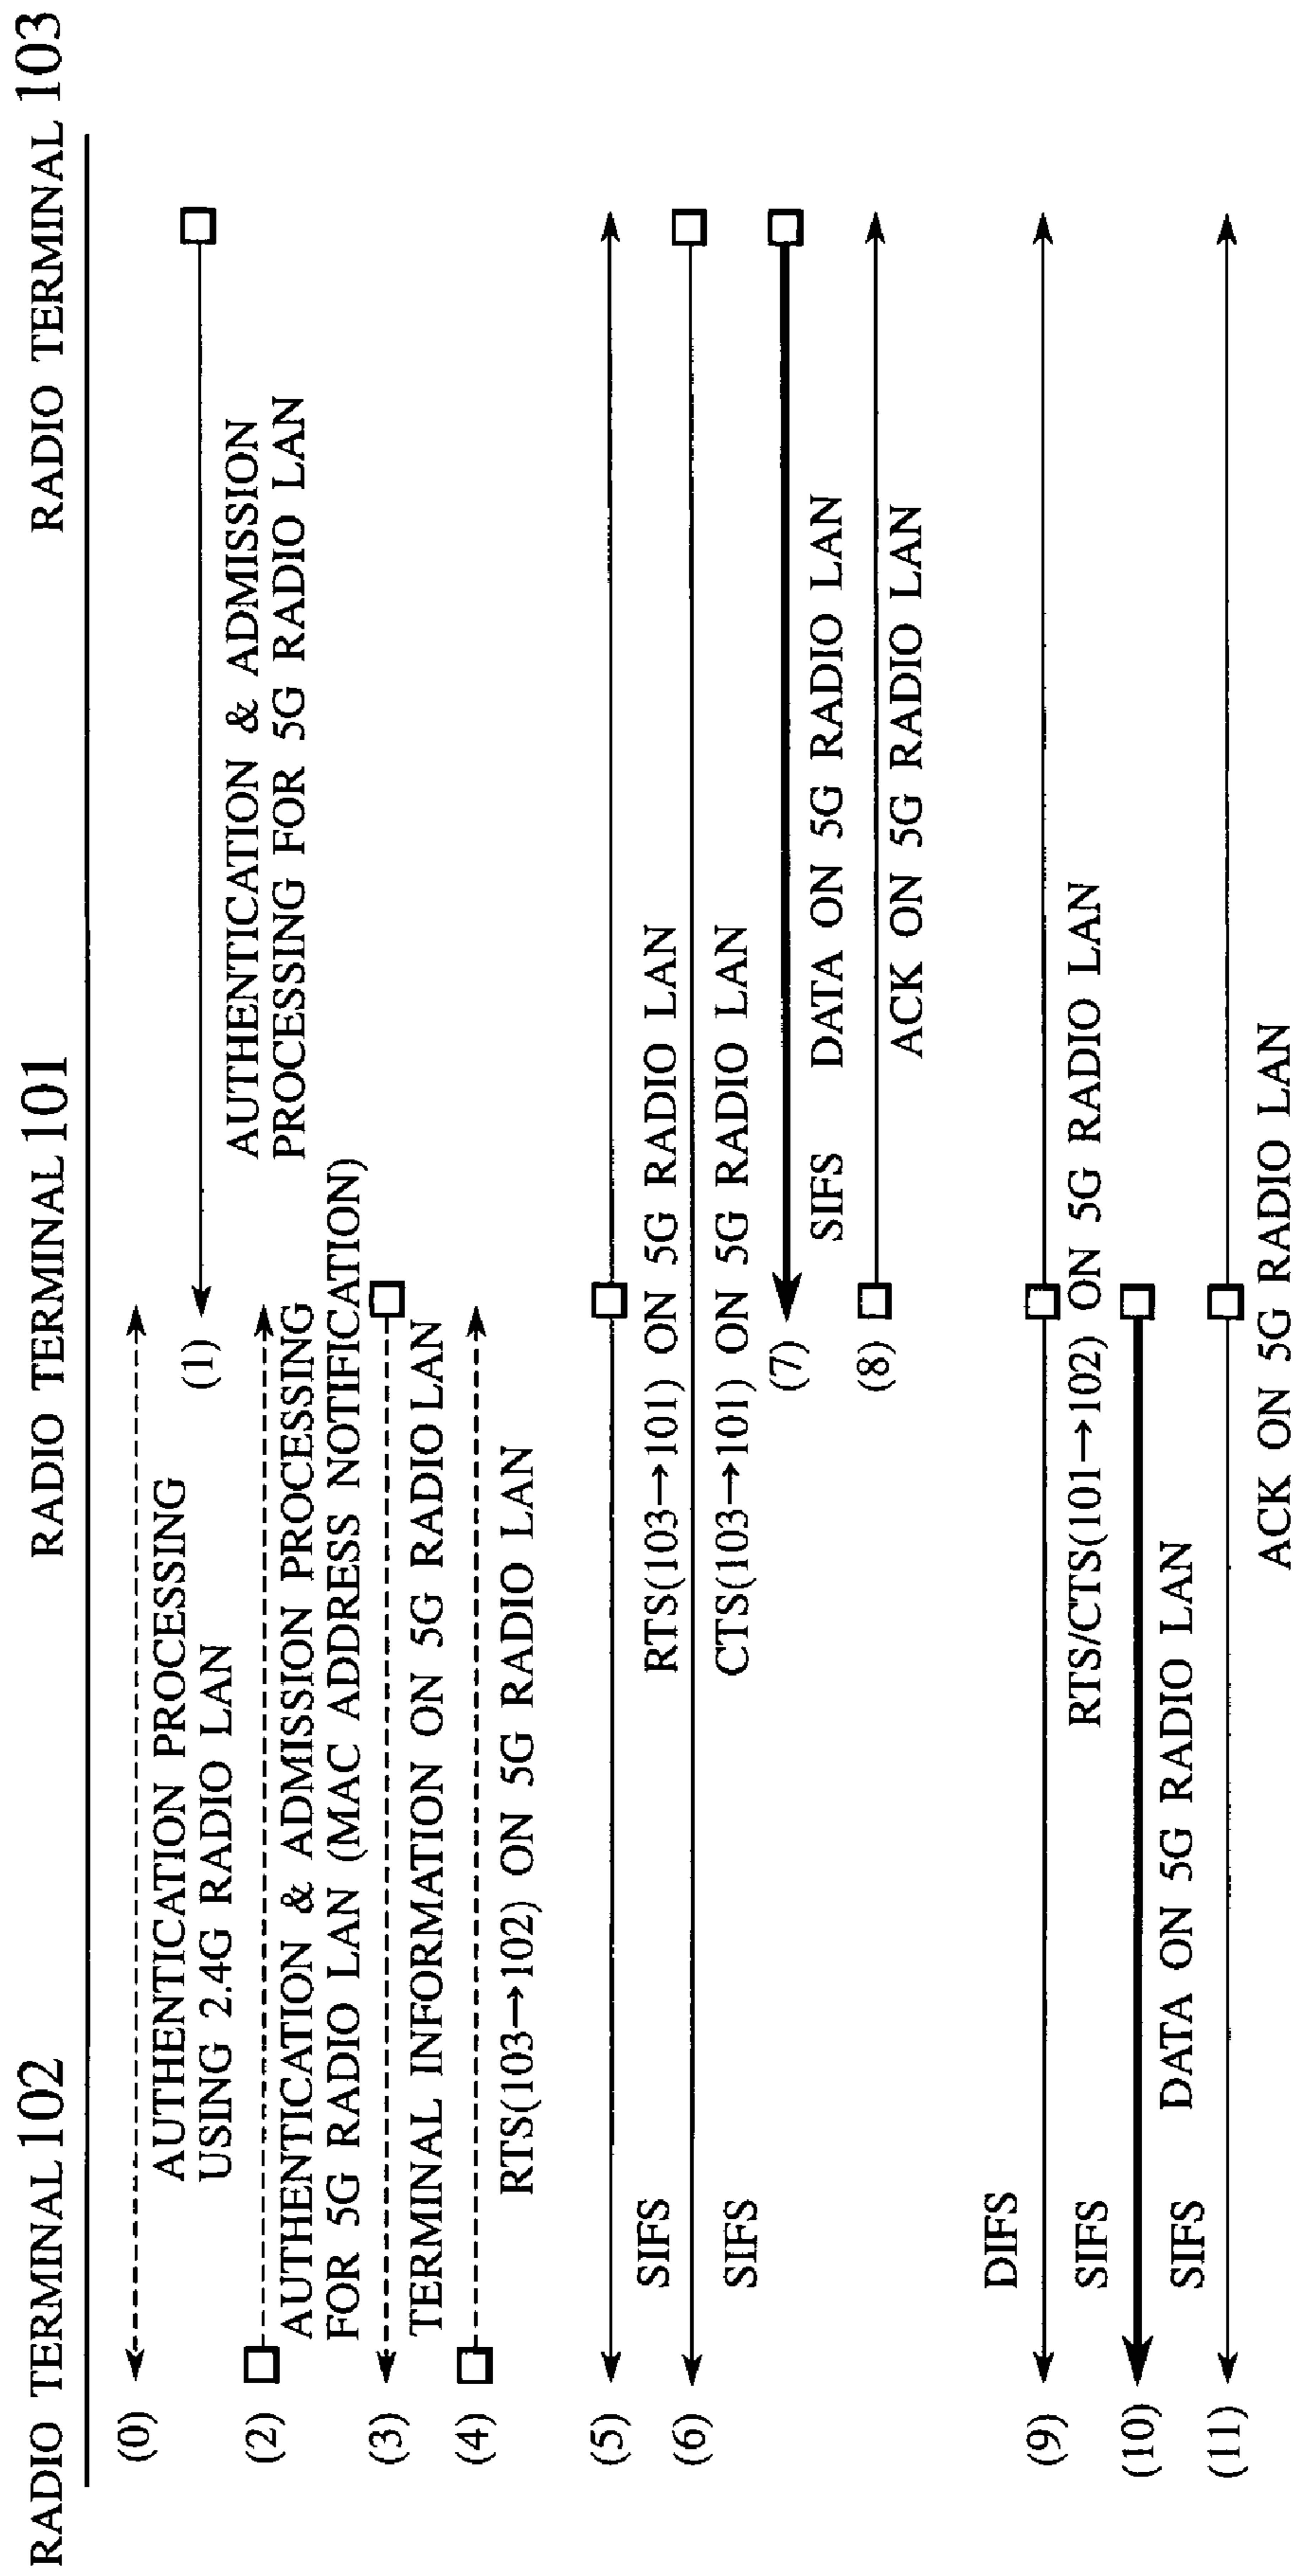 RADIO TERMINAL 102
RADIO TERMINAL 101
RADIO TERMINAL 103
(0)
AUTHENTICATION PROCESSING
USING 2.4G RADIO LAN
(1)
AUTHENTICATION & ADMISSION
PROCESSING FOR 5G RADIO LAN
(2)
AUTHENTICATION & ADMISSION PROCESSING
FOR 5G RADIO LAN (MAC ADDRESS NOTIFICATION)
(3)
TERMINAL INFORMATION ON 5G RADIO LAN
(4)
RTS(103→102) ON 5G RADIO LAN
(5)
SIFS
RTS(103→101) ON 5G RADIO LAN
(6)
SIFS
CTS(103→101) ON 5G RADIO LAN
(7)
SIFS
DATA ON 5G RADIO LAN
(8)
ACK ON 5G RADIO LAN
DIFS
(9)
SIFS
RTS/CTS(101→102) ON 5G RADIO LAN
(10)
SIFS
DATA ON 5G RADIO LAN
(11)
ACK ON 5G RADIO LAN